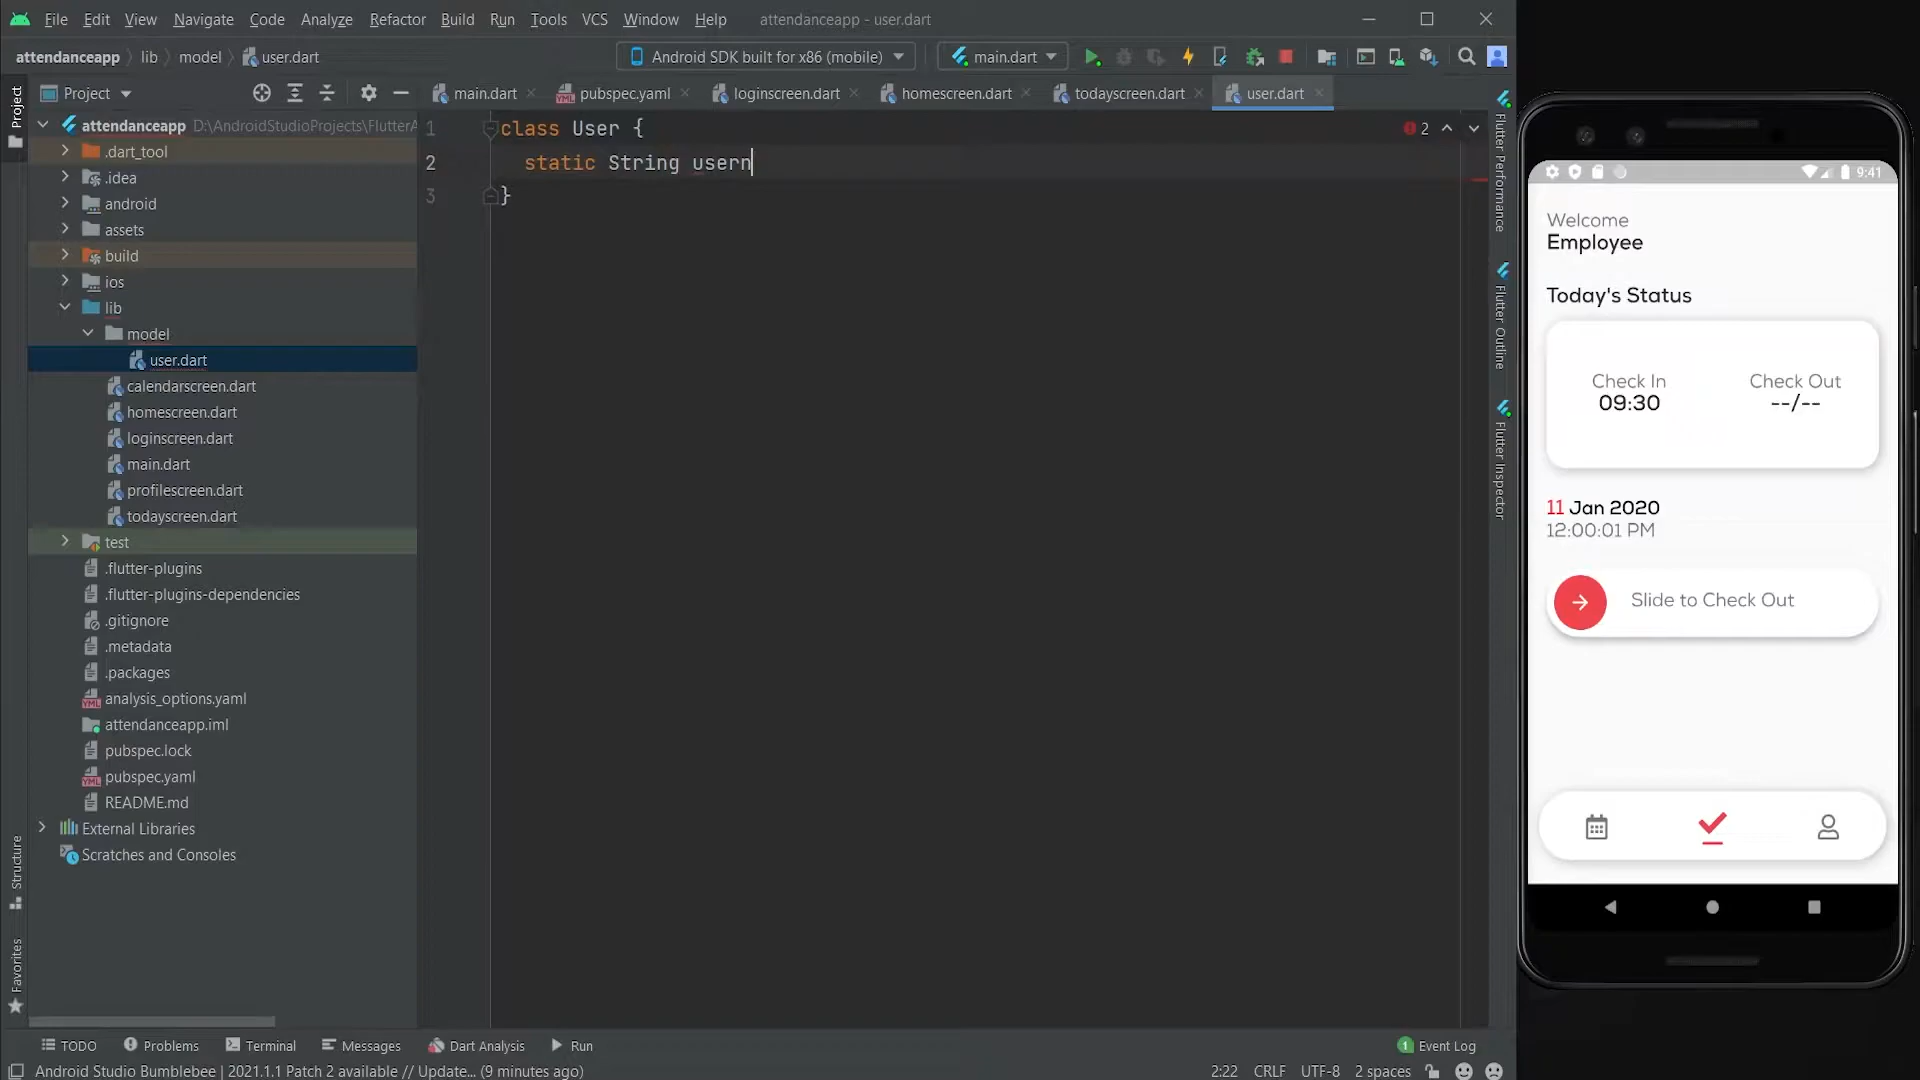 File Edit View Navigate Code Analyze Refactor Build Run Tools VCS Window Help attendanceapp - user.dart
attendanceapp lib model user.dart Android SDK built for x86 (mobile) main.dart
Project main.dart pubspec.yaml loginscreen.dart homescreen.dart todayscreen.dart user.dart
Project
attendanceapp D:\AndroidStudioProjects\FlutterA
.dart_tool
.idea
android
assets
build
ios
lib
model
user.dart
calendarscreen.dart
homescreen.dart
loginscreen.dart
main.dart
profilescreen.dart
todayscreen.dart
test
.flutter-plugins
.flutter-plugins-dependencies
.gitignore
.metadata
.packages
analysis_options.yaml
attendanceapp.iml
pubspec.lock
pubspec.yaml
README.md
External Libraries
Scratches and Consoles
Structure
Favorites
1 class User {
2 static String usern
3 }
2
Flutter Performance
Flutter Outline
Flutter Inspector
9:41
Welcome
Employee
Today's Status
Check In Check Out
09:30 --/--
11 Jan 2020
12:00:01 PM
Slide to Check Out
TODO Problems Terminal Messages Dart Analysis Run 1 Event Log
Android Studio Bumblebee | 2021.1.1 Patch 2 available // Update... (9 minutes ago) 2:22 CRLF UTF-8 2 spaces